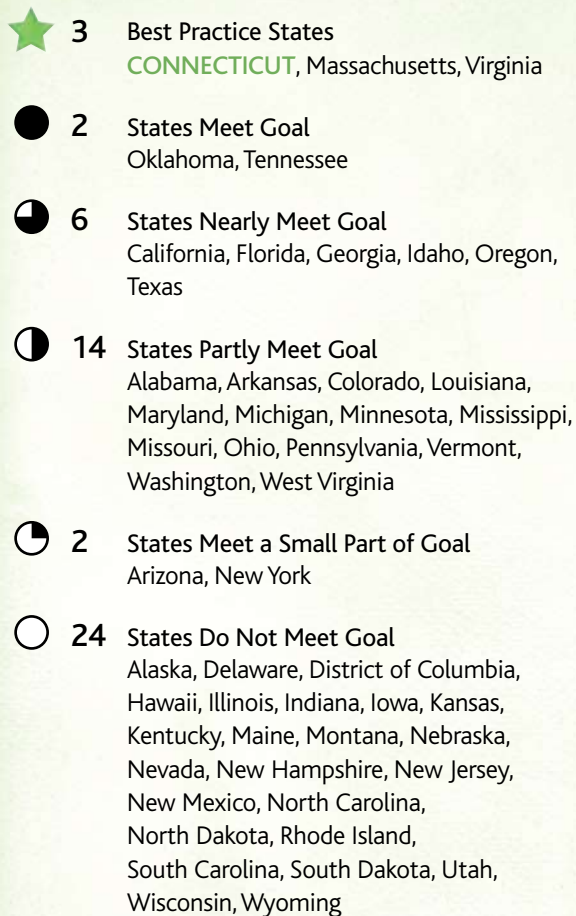 3 Best Practice States
CONNECTICUT, Massachusetts, Virginia
2 States Meet Goal
Oklahoma, Tennessee
6 States Nearly Meet Goal
California, Florida, Georgia, Idaho, Oregon,
Texas
14 States Partly Meet Goal
Alabama, Arkansas, Colorado, Louisiana,
Maryland, Michigan, Minnesota, Mississippi,
Missouri, Ohio, Pennsylvania, Vermont,
Washington, West Virginia
2 States Meet a Small Part of Goal
Arizona, New York
24 States Do Not Meet Goal
Alaska, Delaware, District of Columbia,
Hawaii, Illinois, Indiana, Iowa, Kansas,
Kentucky, Maine, Montana, Nebraska,
Nevada, New Hampshire, New Jersey,
New Mexico, North Carolina,
North Dakota, Rhode Island,
South Carolina, South Dakota, Utah,
Wisconsin, Wyoming